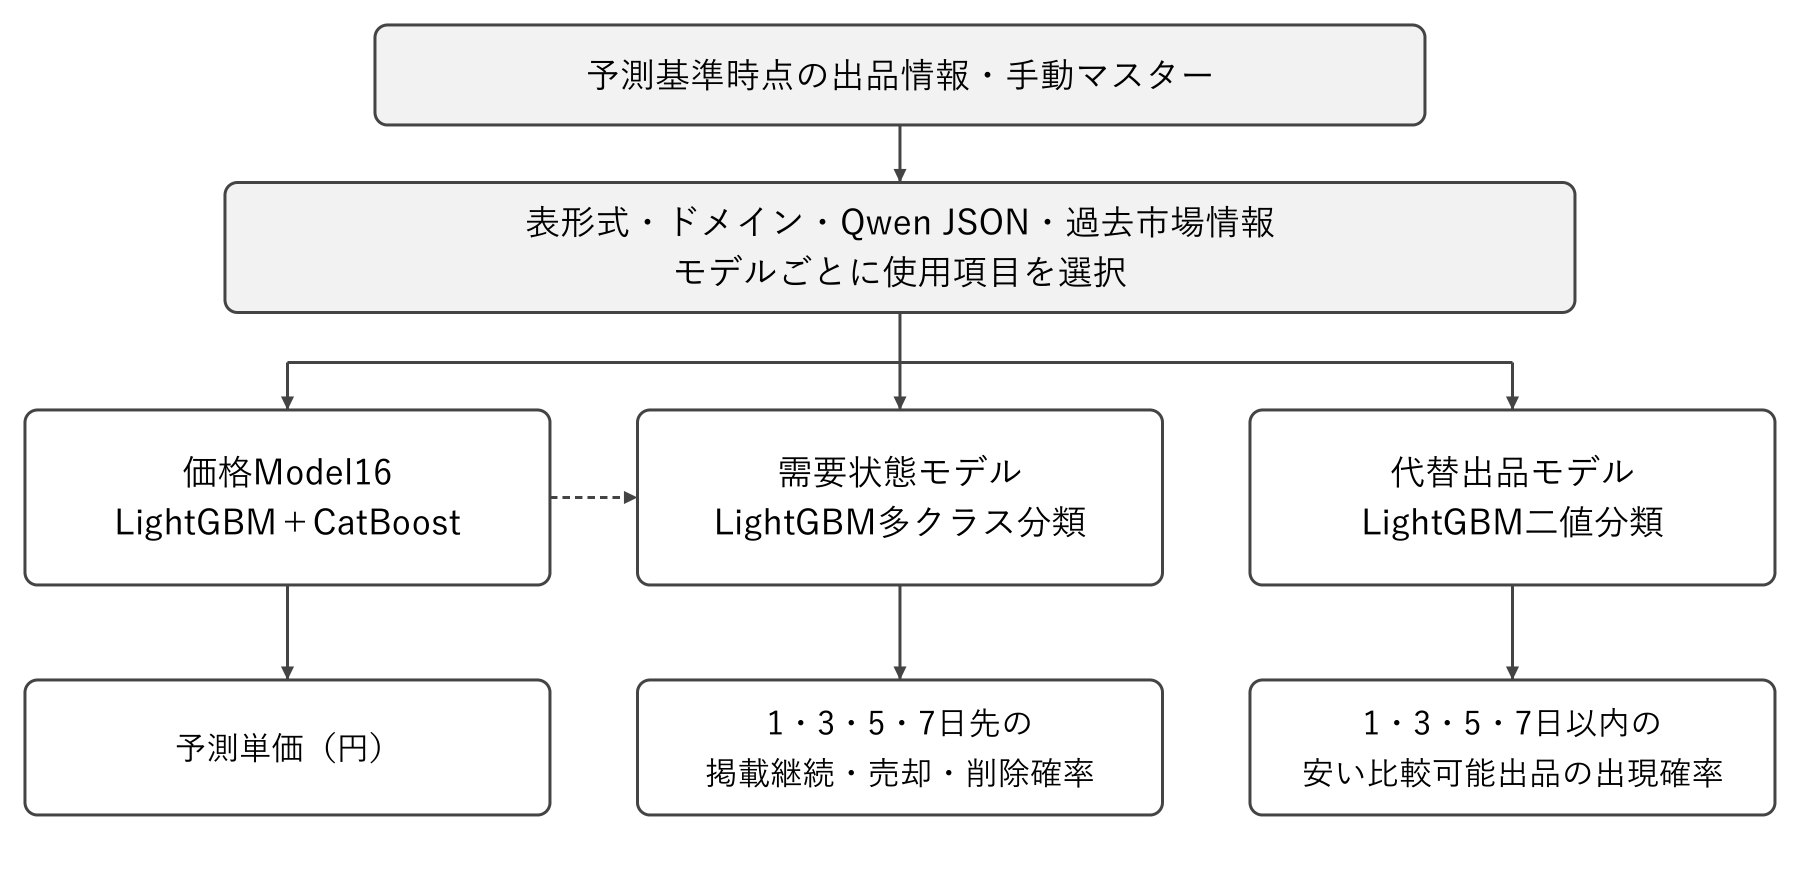 予測基準時点の出品情報・手動マスター
表形式・ドメイン・Qwen JSON・過去市場情報
モデルごとに使用項目を選択
価格Model16
LightGBM＋CatBoost
需要状態モデル
LightGBM多クラス分類
代替出品モデル
LightGBM二値分類
予測単価（円）
1・3・5・7日先の
掲載継続・売却・削除確率
1・3・5・7日以内の
安い比較可能出品の出現確率